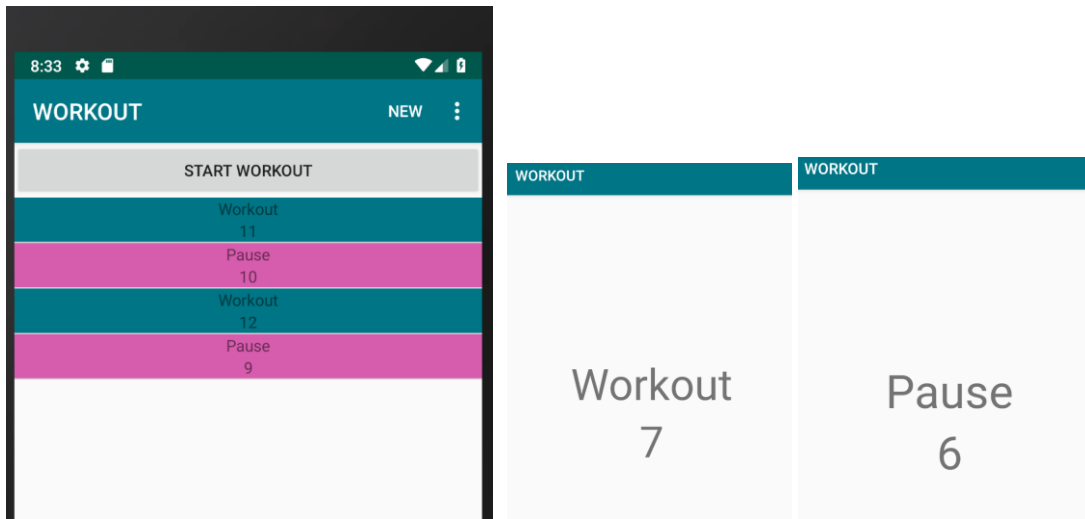 8:33
WORKOUT
NEW
START WORKOUT
Workout
11
Pause
10
Workout
12
Pause
9
WORKOUT
Workout
7
WORKOUT
Pause
6